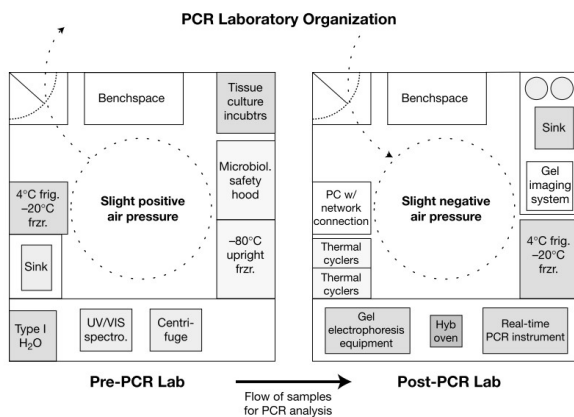 PCR Laboratory Organization
Benchspace
Tissue
culture
incubtrs
Microbiol.
safety
hood
Slight positive
air pressure
4°C frig.
–20°C
frzr.
–80°C
upright
frzr.
Sink
Type I
H2O
UV/VIS
spectro.
Centri-
fuge
Pre-PCR Lab
Benchspace
Sink
Gel
imaging
system
PC w/
network
connection
Slight negative
air pressure
Thermal
cyclers
Thermal
cyclers
4°C frig.
–20°C
frzr.
Gel
electrophoresis
equipment
Hyb
oven
Real-time
PCR instrument
Post-PCR Lab
Flow of samples
for PCR analysis